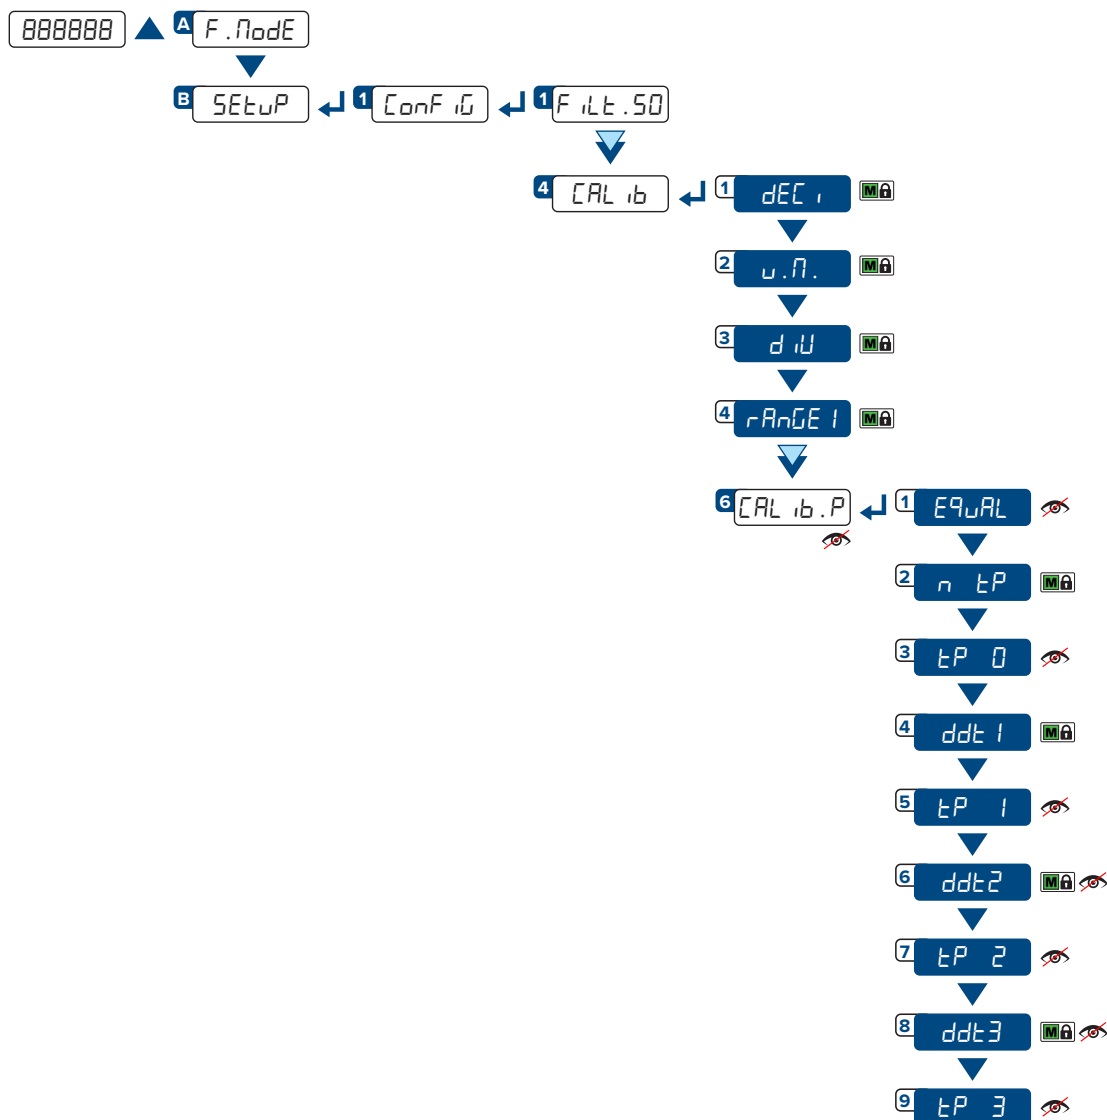 888888 A F.ModE
B SEtuP 1 ConFiG 1 FiLt.50
4 CALib 1 dECi M
2 u.M. M
3 diU M
4 rAnGE1 M
6 CALib.P 1 EquAL
2 n tP M
3 tP 0
4 ddt1 M
5 tP 1
6 ddt2 M
7 tP 2
8 ddt3 M
9 tP 3